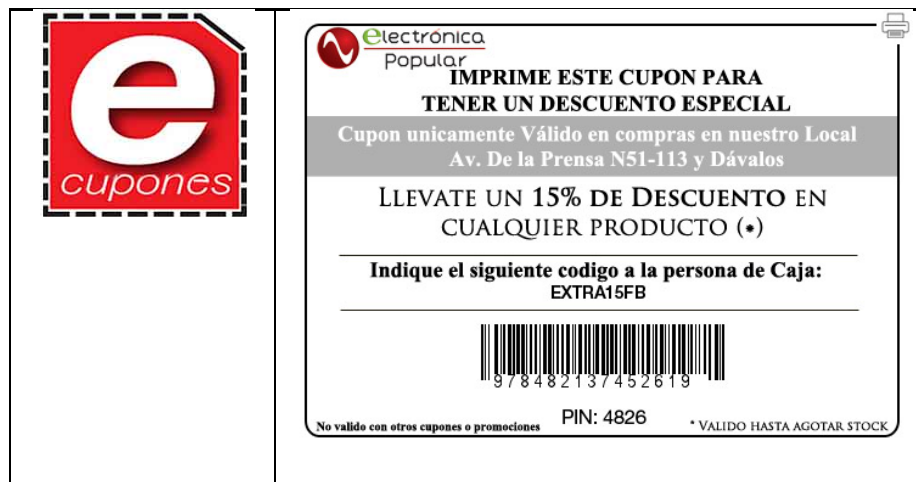 e
cupones
electrónica
Popular
IMPRIME ESTE CUPON PARA
TENER UN DESCUENTO ESPECIAL
Cupon unicamente Válido en compras en nuestro Local
Av. De la Prensa N51-113 y Dávalos
LLEVATE UN 15% DE DESCUENTO EN
CUALQUIER PRODUCTO (*)
Indique el siguiente codigo a la persona de Caja:
EXTRA15FB
978482137452619
PIN: 4826
No valido con otros cupones o promociones
* VALIDO HASTA AGOTAR STOCK